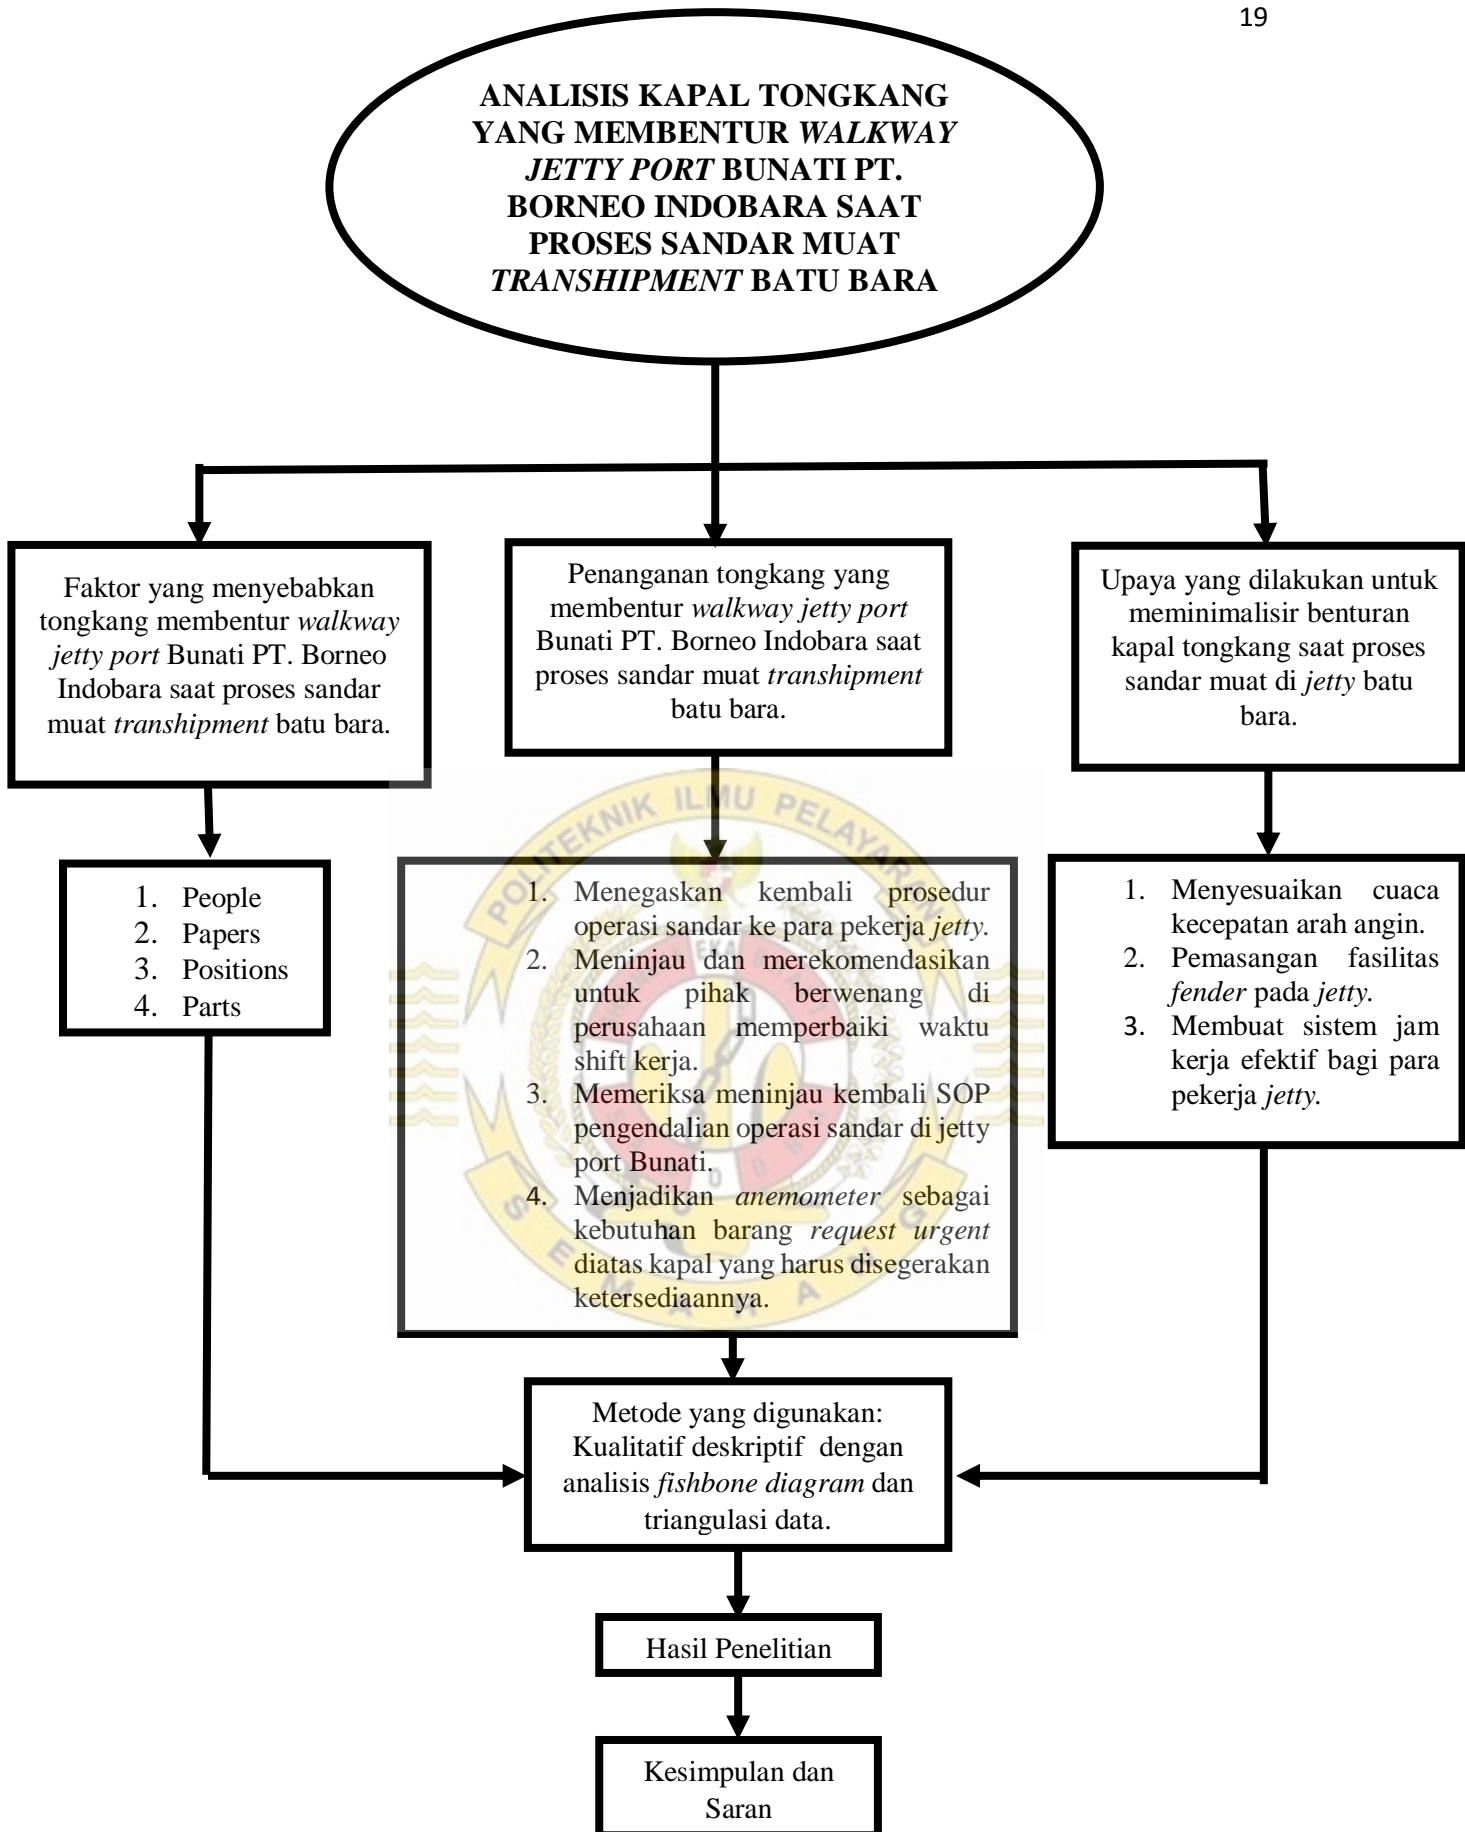 19
ANALISIS KAPAL TONGKANG
YANG MEMBENTUR WALKWAY
JETTY PORT BUNATI PT.
BORNEO INDOBARA SAAT
PROSES SANDAR MUAT
TRANSHIPMENT BATU BARA
Faktor yang menyebabkan
tongkang membentur walkway
jetty port Bunati PT. Borneo
Indobara saat proses sandar
muat transhipment batu bara.
Penanganan tongkang yang
membentur walkway jetty port
Bunati PT. Borneo Indobara saat
proses sandar muat transhipment
batu bara.
Upaya yang dilakukan untuk
meminimalisir benturan
kapal tongkang saat proses
sandar muat di jetty batu
bara.
1. People
2. Papers
3. Positions
4. Parts
1. Menegaskan kembali prosedur
operasi sandar ke para pekerja jetty.
2. Meninjau dan merekomendasikan
untuk pihak berwenang di
perusahaan memperbaiki waktu
shift kerja.
3. Memeriksa meninjau kembali SOP
pengendalian operasi sandar di jetty
port Bunati.
4. Menjadikan anemometer sebagai
kebutuhan barang request urgent
diatas kapal yang harus disegerakan
ketersediaannya.
1. Menyesuaikan cuaca
kecepatan arah angin.
2. Pemasangan fasilitas
fender pada jetty.
3. Membuat sistem jam
kerja efektif bagi para
pekerja jetty.
POLITEKNIK ILMU PELAYARAN
SEMARANG
Metode yang digunakan:
Kualitatif deskriptif dengan
analisis fishbone diagram dan
triangulasi data.
Hasil Penelitian
Kesimpulan dan
Saran